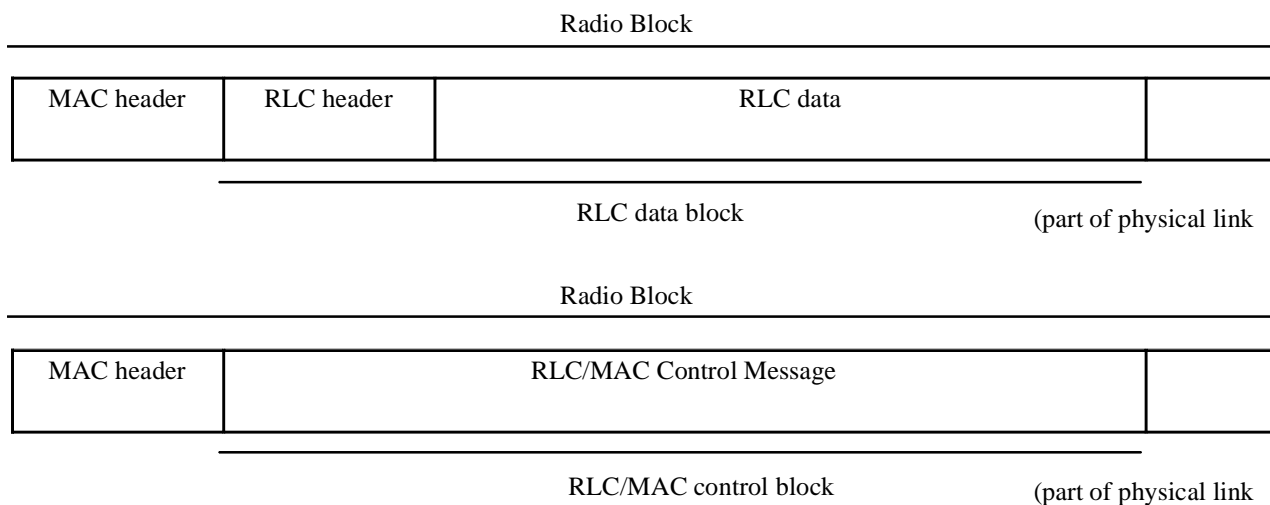 Radio Block
MAC header RLC header RLC data
RLC data block
(part of physical link
Radio Block
MAC header RLC/MAC Control Message
RLC/MAC control block
(part of physical link